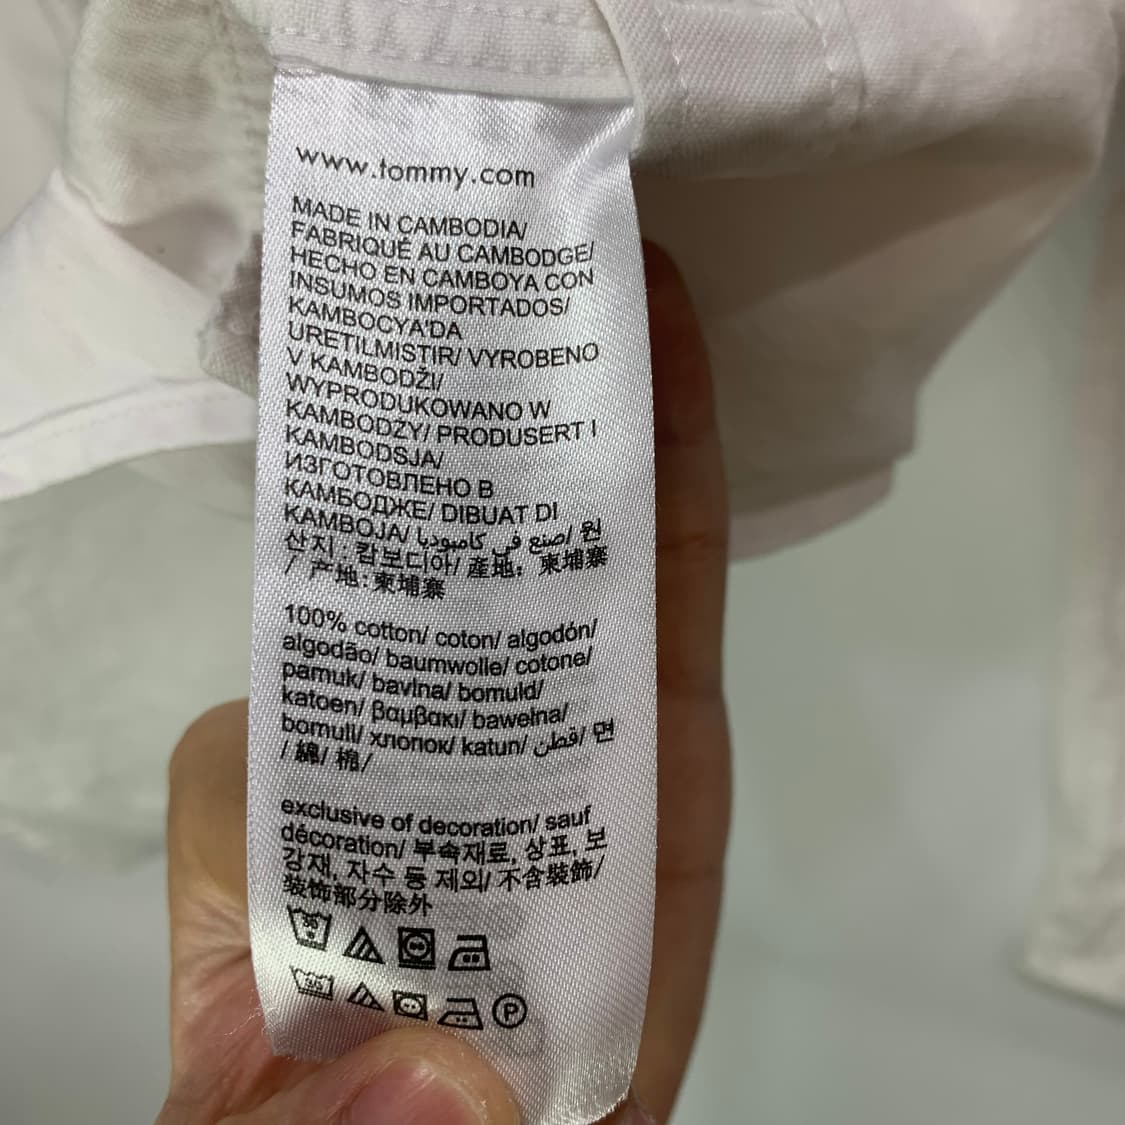 www.tommy.com
MADE IN CAMBODIA/
FABRIQUÉ AU CAMBODGE/
HECHO EN CAMBOYA CON
INSUMOS IMPORTADOS/
KAMBOCYA'DA
URETILMISTIR/ VYROBENO
V KAMBODŽI/
WYPRODUKOWANO W
KAMBODŻY/ PRODUSERT I
KAMBODSJA/
ИЗГОТОВЛЕНО В
КАМБОДЖЕ/ DIBUAT DI
KAMBOJA/ صنع في كامبوديا/ 원
산지 : 캄보디아/ 產地: 柬埔寨
/ 产地: 柬埔寨
100% cotton/ coton/ algodón/
algodão/ baumwolle/ cotone/
pamuk/ bavlna/ bomuld/
katoen/ βαμβακι/ bawełna/
bomull/ хлопок/ katun/ قطن/ 면
/ 綿/ 棉/
exclusive of decoration/ sauf
décoration/ 부속재료, 상표, 보
강재, 자수 등 제외/ 不含裝飾/
装饰部分除外
30
30
P